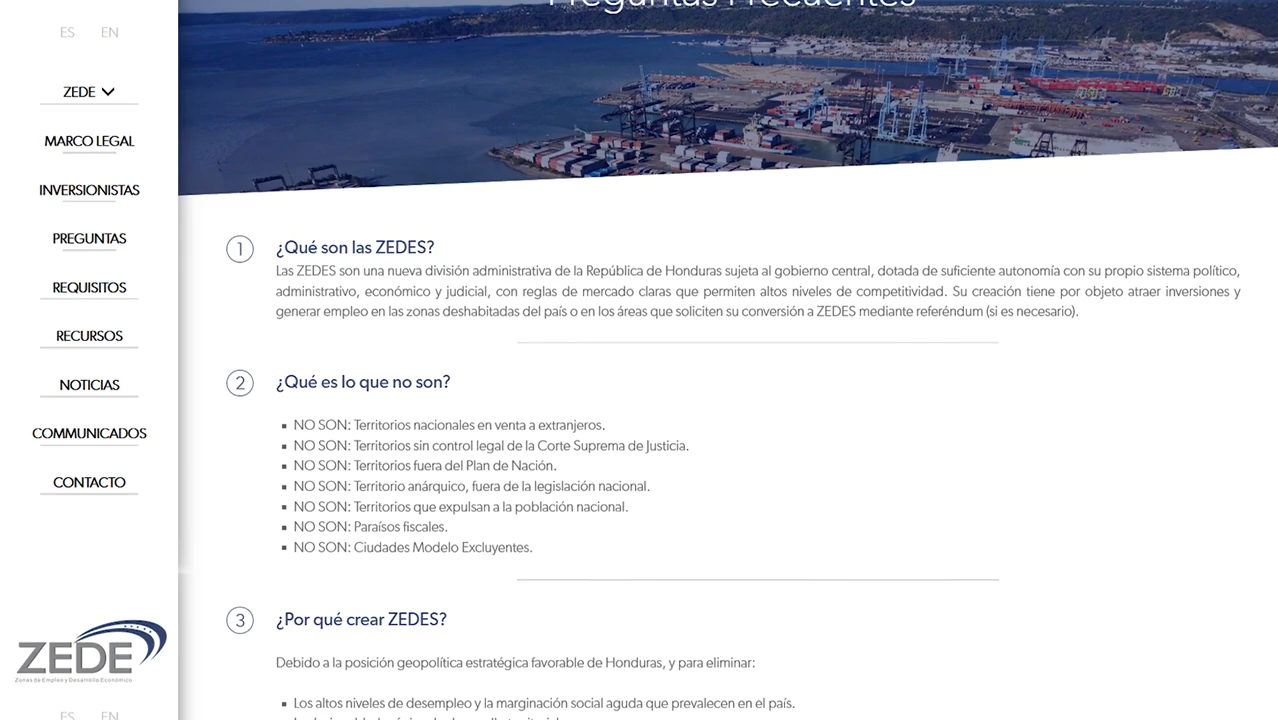 Preguntas Frecuentes
ES EN
ZEDE
MARCO LEGAL
INVERSIONISTAS
PREGUNTAS
REQUISITOS
RECURSOS
NOTICIAS
COMMUNICADOS
CONTACTO
ZEDE
Zonas de Empleo y Desarrollo Económico
ES EN
1 ¿Qué son las ZEDES?
Las ZEDES son una nueva división administrativa de la República de Honduras sujeta al gobierno central, dotada de suficiente autonomía con su propio sistema político,
administrativo, económico y judicial, con reglas de mercado claras que permiten altos niveles de competitividad. Su creación tiene por objeto atraer inversiones y
generar empleo en las zonas deshabitadas del país o en los áreas que soliciten su conversión a ZEDES mediante referéndum (si es necesario).
2 ¿Qué es lo que no son?
NO SON: Territorios nacionales en venta a extranjeros.
NO SON: Territorios sin control legal de la Corte Suprema de Justicia.
NO SON: Territorios fuera del Plan de Nación.
NO SON: Territorio anárquico, fuera de la legislación nacional.
NO SON: Territorios que expulsan a la población nacional.
NO SON: Paraísos fiscales.
NO SON: Ciudades Modelo Excluyentes.
3 ¿Por qué crear ZEDES?
Debido a la posición geopolítica estratégica favorable de Honduras, y para eliminar:
Los altos niveles de desempleo y la marginación social aguda que prevalecen en el país.